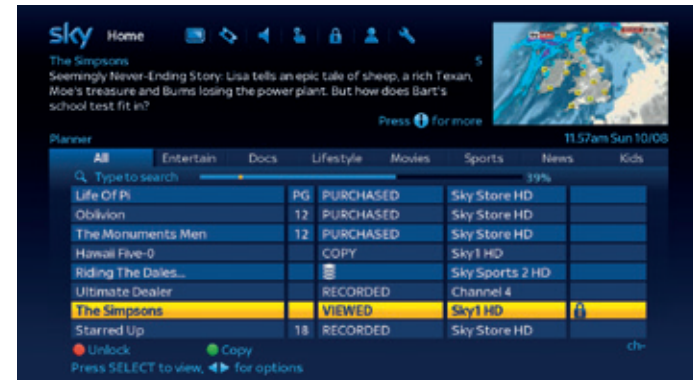 sky Home
The Simpsons S
Seemingly Never-Ending Story: Lisa tells an epic tale of sheep, a rich Texan,
Moe's treasure and Burns losing the power plant. But how does Bart's
school test fit in?
Press i for more
Planner 11.57am Sun 10/08
All Entertain Docs Lifestyle Movies Sports News Kids
Type to search 39%
Life Of Pi PG PURCHASED Sky Store HD
Oblivion 12 PURCHASED Sky Store HD
The Monuments Men 12 PURCHASED Sky Store HD
Hawaii Five-0 COPY Sky1 HD
Riding The Dales... Sky Sports 2 HD
Ultimate Dealer RECORDED Channel 4
The Simpsons VIEWED Sky1 HD
Starred Up 18 RECORDED Sky Store HD
Unlock Copy ch-
Press SELECT to view, ◄► for options